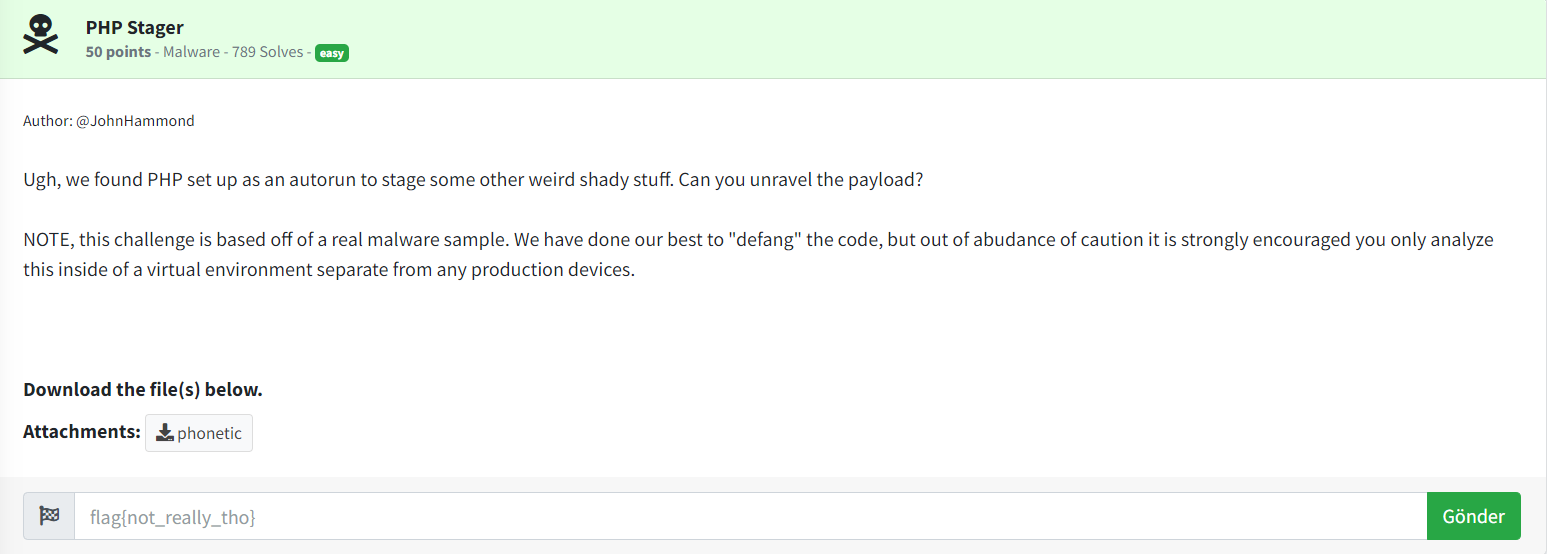 PHP Stager
50 points - Malware - 789 Solves - easy
Author: @JohnHammond
Ugh, we found PHP set up as an autorun to stage some other weird shady stuff. Can you unravel the payload?
NOTE, this challenge is based off of a real malware sample. We have done our best to "defang" the code, but out of abudance of caution it is strongly encouraged you only analyze
this inside of a virtual environment separate from any production devices.
Download the file(s) below.
Attachments: phonetic
flag{not_really_tho} Gönder